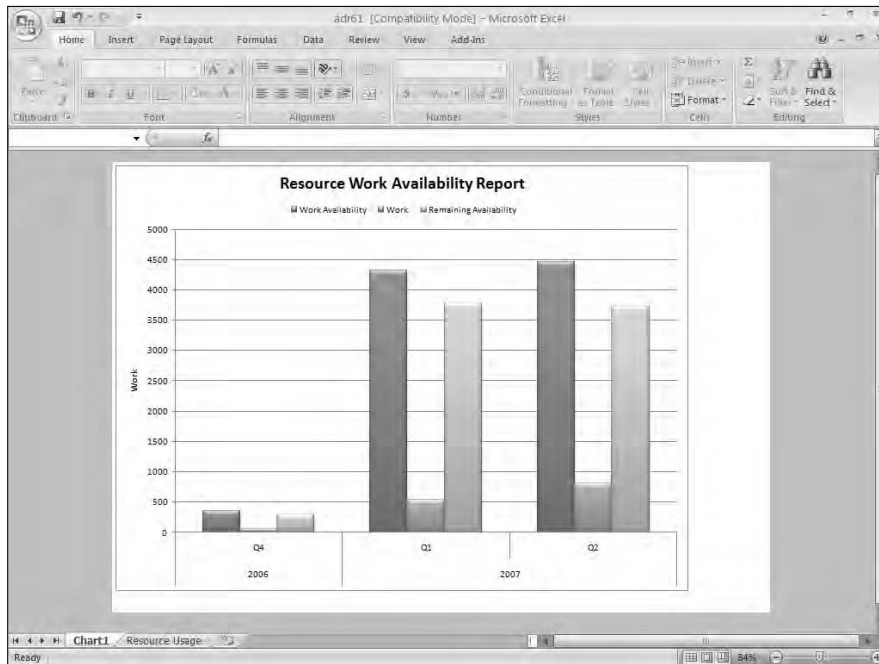 adr61 [Compatibility Mode] - Microsoft Excel
Home Insert Page Layout Formulas Data Review View Add-Ins
Paste
B I U
Conditional Formatting
Format as Table
Cell Styles
Insert
Delete
Format
Sort & Filter
Find & Select
Clipboard Font Alignment Number Styles Cells Editing
fx
Resource Work Availability Report
Work Availability Work Remaining Availability
5000
4500
4000
3500
3000
2500
2000
1500
1000
500
0
Work
Q4 Q1 Q2
2006 2007
Chart1 Resource Usage
Ready 84%